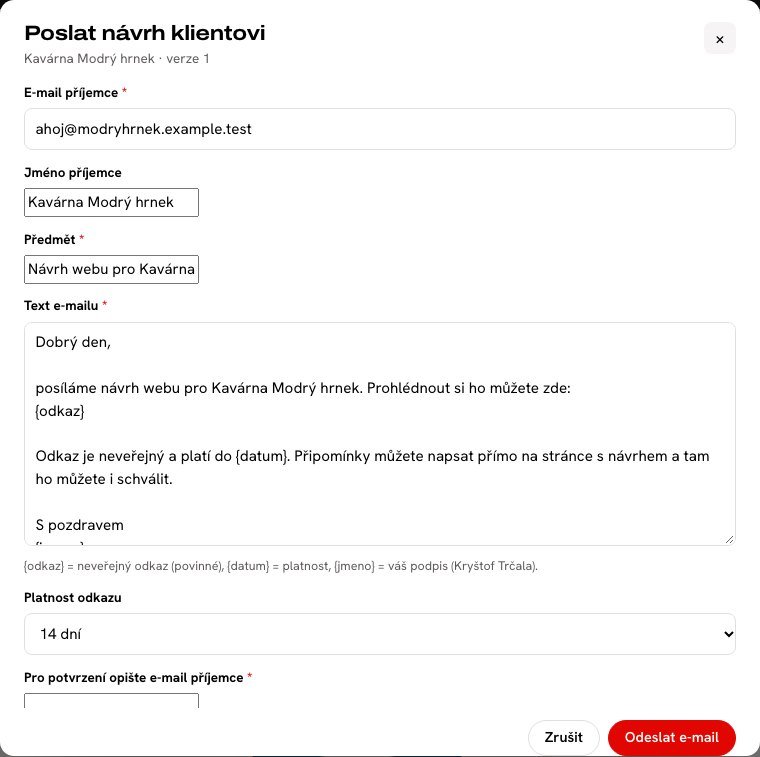 Poslat návrh klientovi
Kavárna Modrý hrnek · verze 1
×
E-mail příjemce *
ahoj@modryhrnek.example.test
Jméno příjemce
Kavárna Modrý hrnek
Předmět *
Návrh webu pro Kavárna
Text e-mailu *
Dobrý den,
posíláme návrh webu pro Kavárna Modrý hrnek. Prohlédnout si ho můžete zde:
{odkaz}
Odkaz je neveřejný a platí do {datum}. Připomínky můžete napsat přímo na stránce s návrhem a tam
ho můžete i schválit.
S pozdravem
{odkaz} = neveřejný odkaz (povinné), {datum} = platnost, {jmeno} = váš podpis (Kryštof Trčala).
Platnost odkazu
14 dní
Pro potvrzení opište e-mail příjemce *
Zrušit
Odeslat e-mail